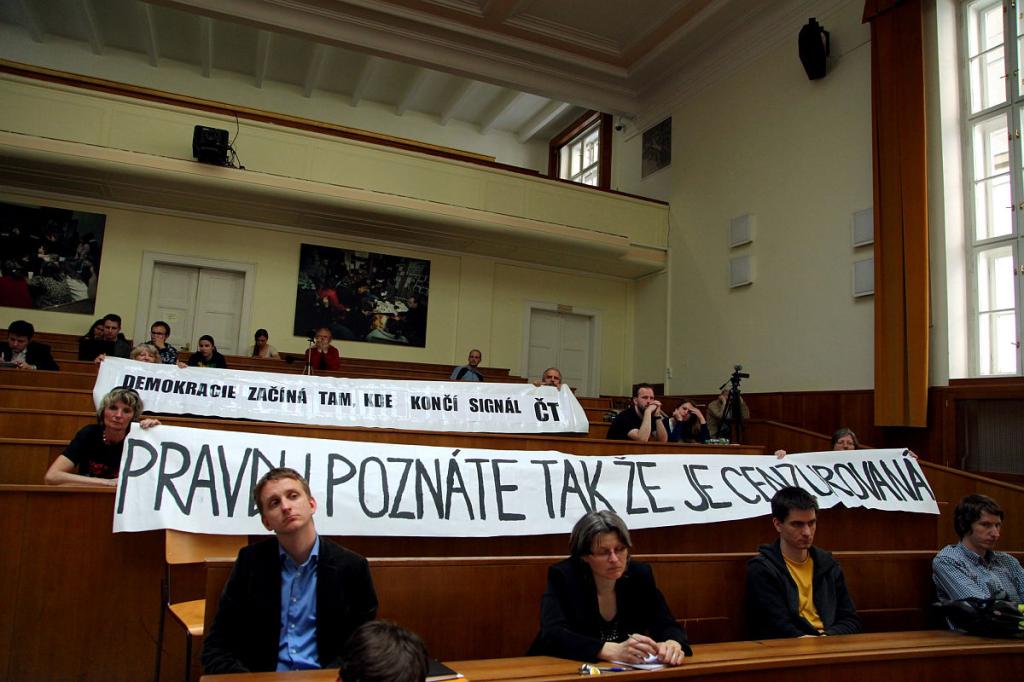 DEMOKRACIE ZAČÍNÁ TAM, KDE KONČÍ SIGNÁL ČT
PRAVDU POZNÁTE TAK ŽE JE CENZUROVANÁ